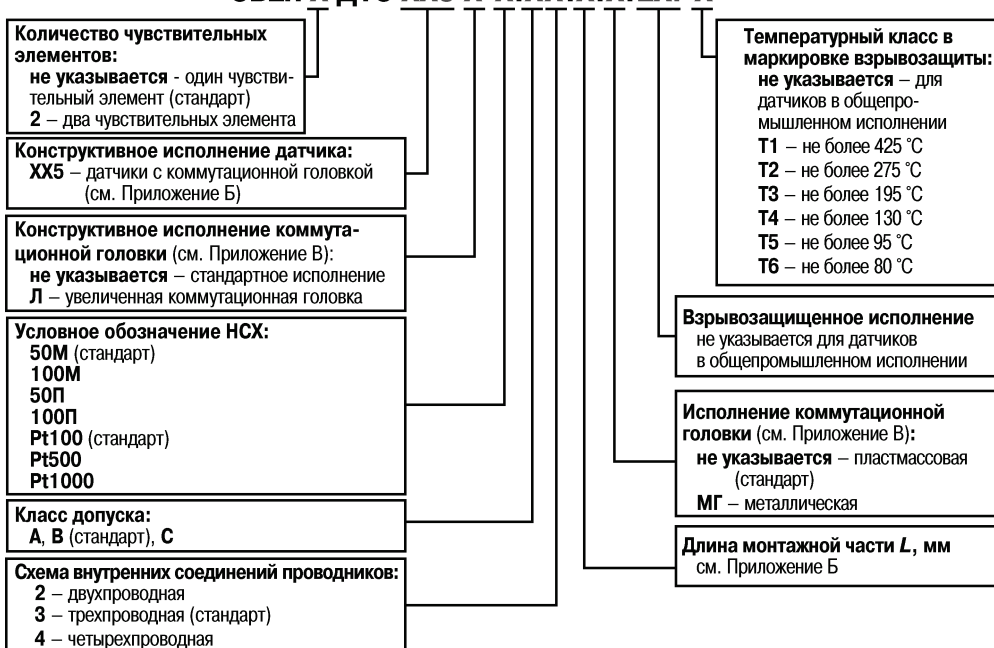 Количество чувствительных
элементов:
не указывается - один чувстви-
тельный элемент (стандарт)
2 – два чувствительных элемента
Конструктивное исполнение датчика:
ХХ5 – датчики с коммутационной головкой
(см. Приложение Б)
Конструктивное исполнение коммута-
ционной головки (см. Приложение В):
не указывается – стандартное исполнение
Л – увеличенная коммутационная головка
Условное обозначение НСХ:
50М (стандарт)
100М
50П
100П
Pt100 (стандарт)
Pt500
Pt1000
Класс допуска:
А, В (стандарт), С
Схема внутренних соединений проводников:
2 – двухпроводная
3 – трехпроводная (стандарт)
4 – четырехпроводная
Температурный класс в
маркировке взрывозащиты:
не указывается – для
датчиков в общепро-
мышленном исполнении
Т1 – не более 425 °С
Т2 – не более 275 °С
Т3 – не более 195 °С
Т4 – не более 130 °С
Т5 – не более 95 °С
Т6 – не более 80 °С
Взрывозащищенное исполнение
не указывается для датчиков
в общепромышленном исполнении
Исполнение коммутационной
головки (см. Приложение В):
не указывается – пластмассовая
(стандарт)
МГ – металлическая
Длина монтажной части L, мм
см. Приложение Б